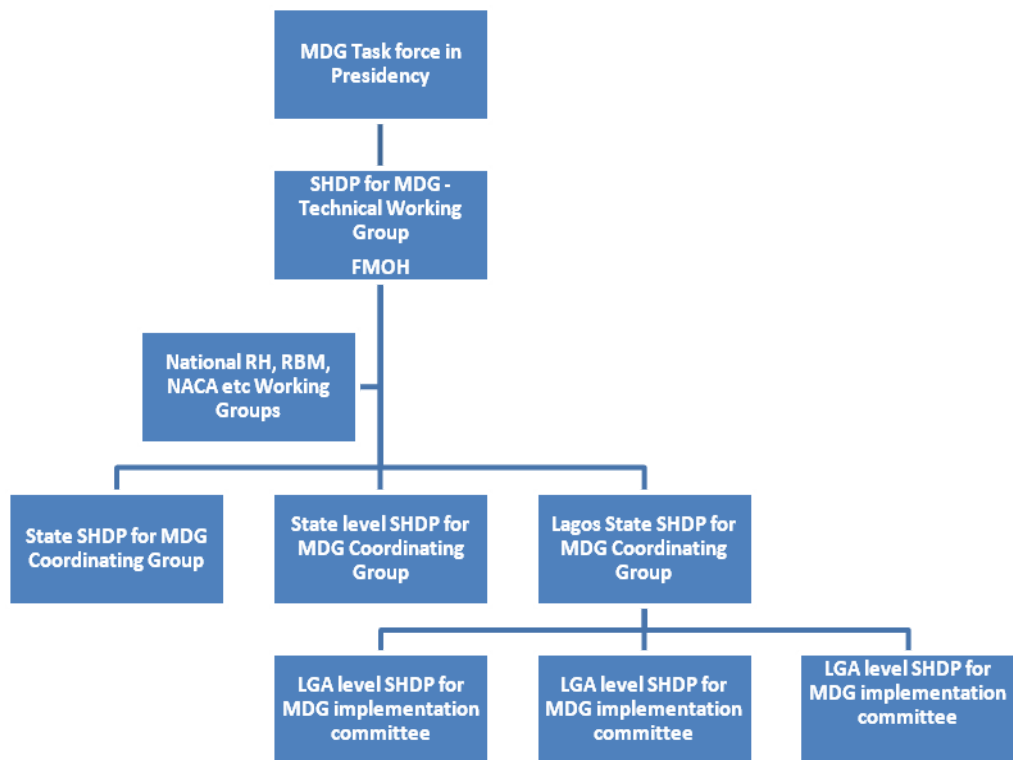 MDG Task force in
Presidency
SHDP for MDG -
Technical Working
Group
FMOH
National RH, RBM,
NACA etc Working
Groups
State SHDP for MDG
Coordinating Group
State level SHDP for
MDG Coordinating
Group
Lagos State SHDP for
MDG Coordinating
Group
LGA level SHDP for
MDG implementation
committee
LGA level SHDP for
MDG implementation
committee
LGA level SHDP for
MDG implementation
committee